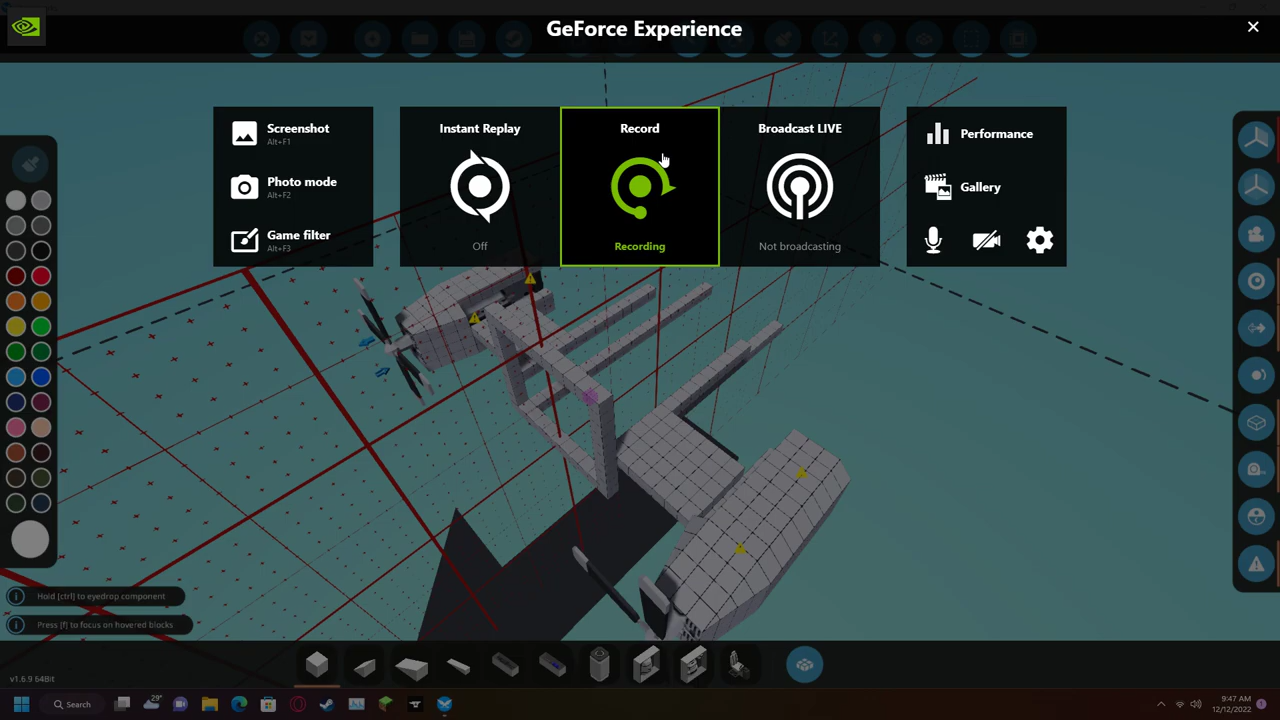 GeForce Experience
Screenshot
Alt+F1
Photo mode
Alt+F2
Game filter
Alt+F3
Instant Replay
Off
Record
Recording
Broadcast LIVE
Not broadcasting
Performance
Gallery
Hold [ctrl] to eyedrop component
Press [f] to focus on hovered blocks
v1.6.9 64Bit
29°
Search
9:47 AM
12/12/2022
1